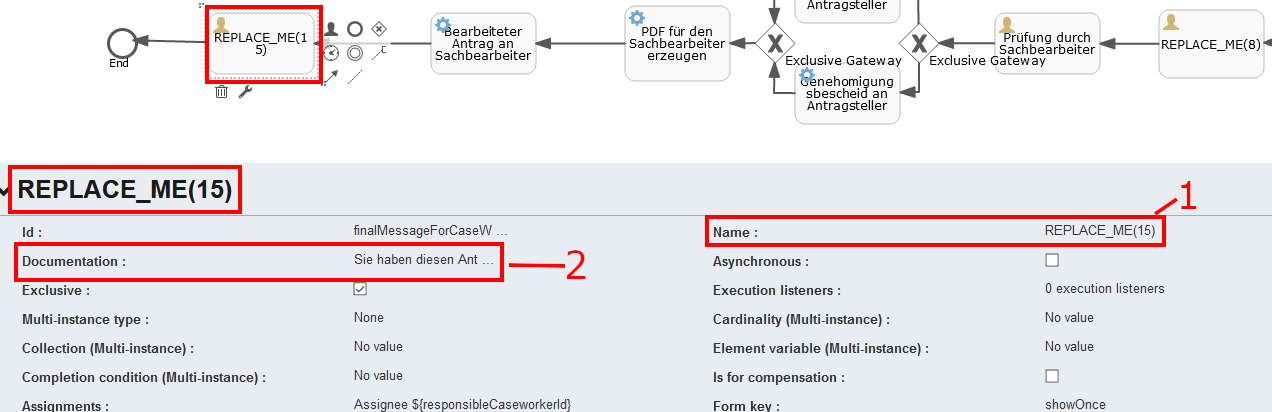 Antragsteller
REPLACE_ME(1
5)
Bearbeiteter
Antrag an
Sachbearbeiter
PDF für den
Sachbearbeiter
erzeugen
Prüfung durch
Sachbearbeiter
REPLACE_ME(8)
End
Exclusive Gateway
Exclusive Gateway
Genehomigung
sbescheid an
Antragsteller
REPLACE_ME(15)
1
Id : finalMessageForCaseW ... Name : REPLACE_ME(15)
Documentation : Sie haben diesen Ant ... 2 Asynchronous :
Exclusive : Execution listeners : 0 execution listeners
Multi-instance type : None Cardinality (Multi-instance) : No value
Collection (Multi-instance) : No value Element variable (Multi-instance) : No value
Completion condition (Multi-instance) : No value Is for compensation :
Assignments : Assignee ${responsibleCaseworkerId} Form key : showOnce